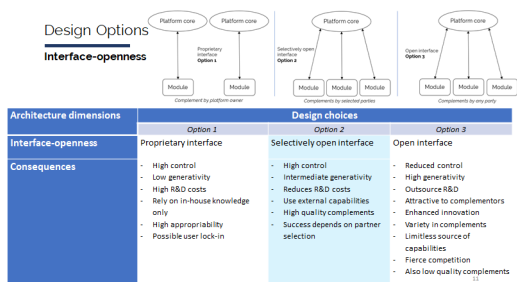 Design Options
Interface-openness
Platform core
Platform core
Proprietary
interface
Option 1
Module
Module
Complement by platform owner
Platform core
Selectively open
interface
Option 2
Module
Module
Complements by selected parties
Platform core
Open interface
Option 3
Module
Module
Complements by any party
Architecture dimensions
Design choices
Option 1
Option 2
Option 3
Interface-openness
Proprietary interface
Selectively open interface
Open interface
Consequences
- High control
- Low generativity
- High R&D costs
- Rely on in-house knowledge
only
- High appropriability
- Possible user lock-in
- High control
- Intermediate generativity
- Reduces R&D costs
- Use external capabilities
- High quality complements
- Success depends on partner
selection
- Reduced control
- High generativity
- Outsource R&D
- Attractive to complementors
- Enhanced innovation
- Variety in complements
- Limitless source of
capabilities
- Fierce competition
- Also low quality complements
11